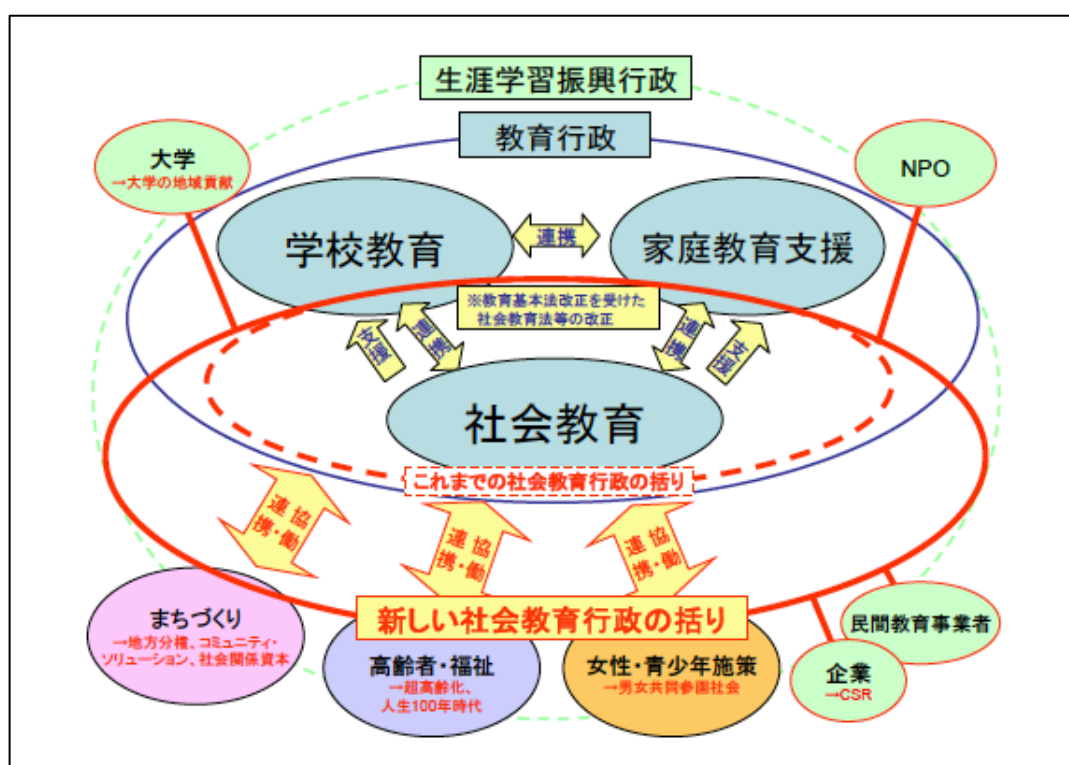 生涯学習振興行政
教育行政
大学
→大学の地域貢献
NPO
学校教育
連携
家庭教育支援
※教育基本法改正を受けた
社会教育法等の改正
支援
連携
連携
支援
社会教育
これまでの社会教育行政の括り
連携・協働
連携・協働
連携・協働
新しい社会教育行政の括り
まちづくり
→地方分権、コミュニティ・
ソリューション、社会関係資本
高齢者・福祉
→超高齢化、
人生100年時代
女性・青少年施策
→男女共同参画社会
民間教育事業者
企業
→CSR